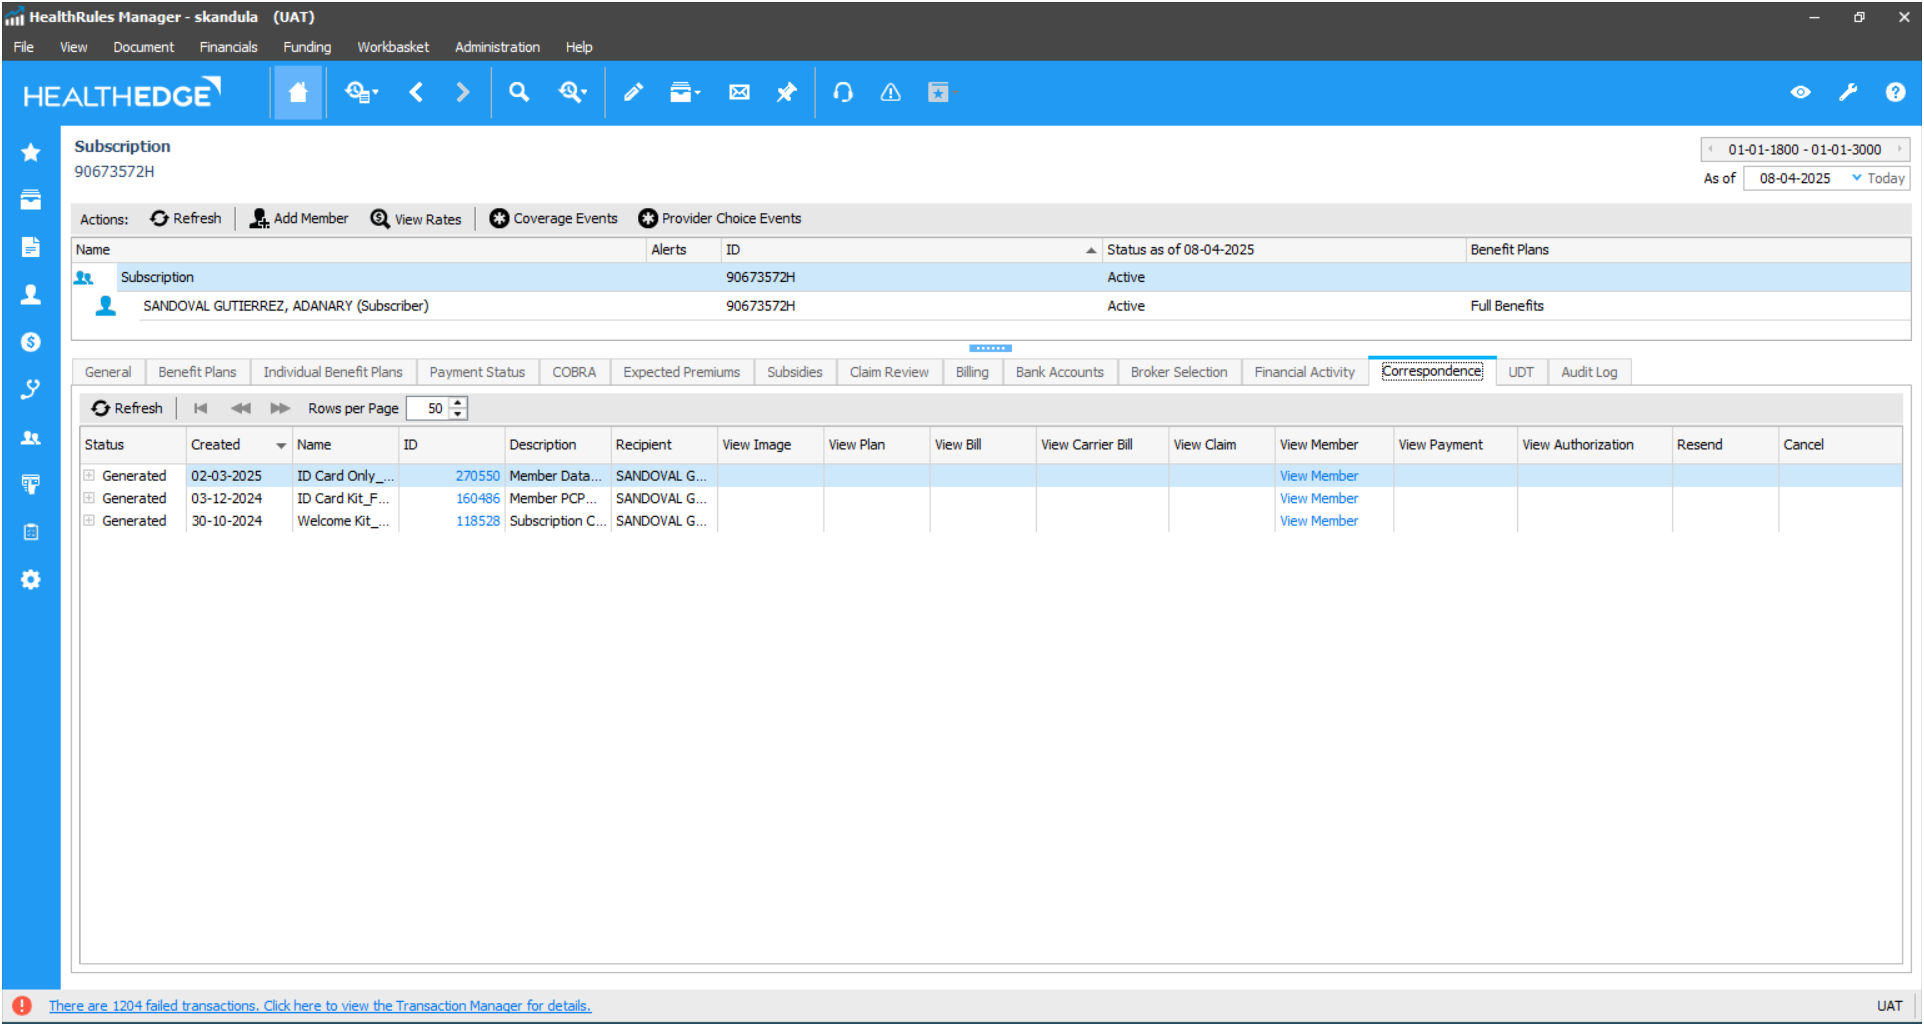 HealthRules Manager - skandula (UAT)
File View Document Financials Funding Workbasket Administration Help
HEALTHEDGE
Subscription
90673572H
01-01-1800 - 01-01-3000
As of 08-04-2025 Today
Actions: Refresh Add Member View Rates Coverage Events Provider Choice Events
Name Alerts ID Status as of 08-04-2025 Benefit Plans
Subscription 90673572H Active
SANDOVAL GUTIERREZ, ADANARY (Subscriber) 90673572H Active Full Benefits
General Benefit Plans Individual Benefit Plans Payment Status COBRA Expected Premiums Subsidies Claim Review Billing Bank Accounts Broker Selection Financial Activity Correspondence UDT Audit Log
Refresh Rows per Page 50
Status Created Name ID Description Recipient View Image View Plan View Bill View Carrier Bill View Claim View Member View Payment View Authorization Resend Cancel
Generated 02-03-2025 ID Card Only_... 270550 Member Data... SANDOVAL G... View Member
Generated 03-12-2024 ID Card Kit_F... 160486 Member PCP... SANDOVAL G... View Member
Generated 30-10-2024 Welcome Kit_... 118528 Subscription C... SANDOVAL G... View Member
There are 1204 failed transactions. Click here to view the Transaction Manager for details.
UAT